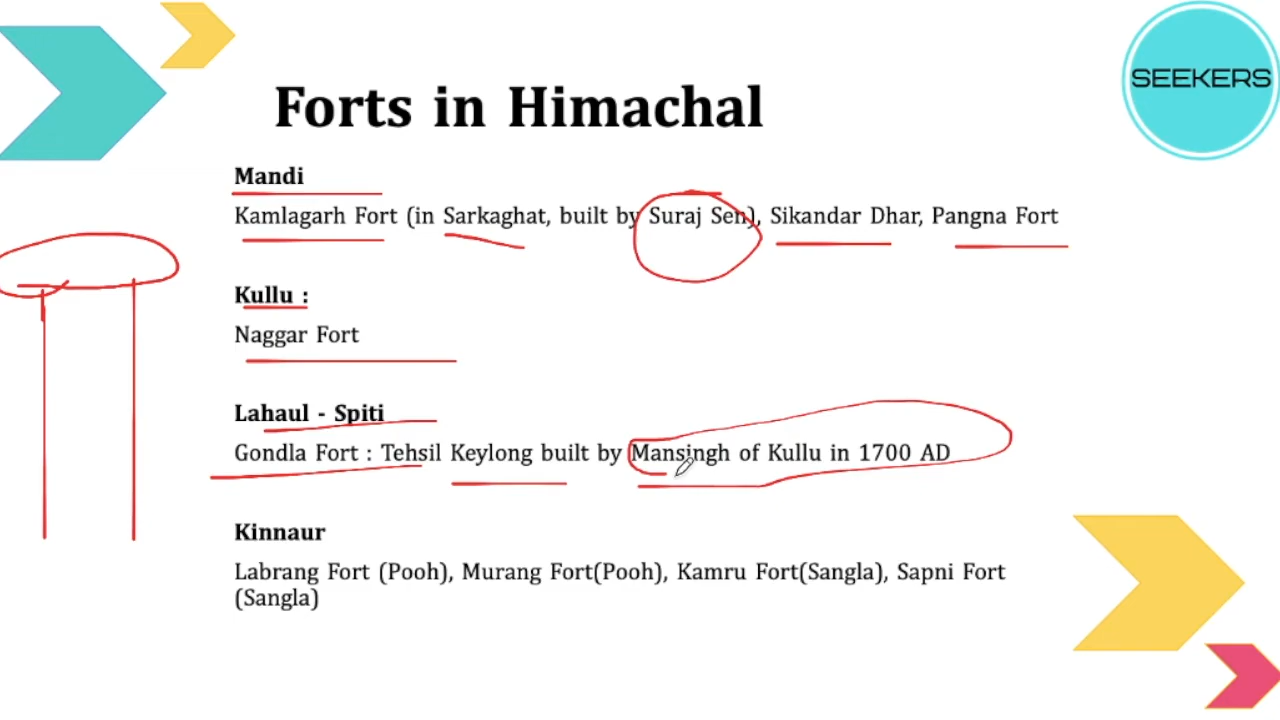 SEEKERS
Forts in Himachal
Mandi
Kamlagarh Fort (in Sarkaghat, built by Suraj Sen), Sikandar Dhar, Pangna Fort
Kullu :
Naggar Fort
Lahaul - Spiti
Gondla Fort : Tehsil Keylong built by Mansingh of Kullu in 1700 AD
Kinnaur
Labrang Fort (Pooh), Murang Fort(Pooh), Kamru Fort(Sangla), Sapni Fort
(Sangla)